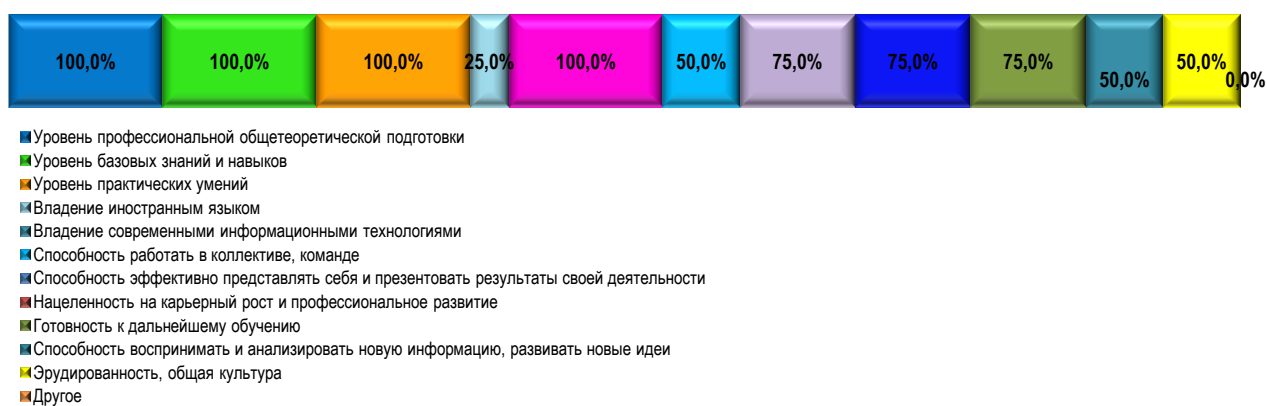 100,0% 100,0% 100,0% 25,0% 100,0% 50,0% 75,0% 75,0% 75,0% 50,0% 50,0% 0,0%
Уровень профессиональной общетеоретической подготовки
Уровень базовых знаний и навыков
Уровень практических умений
Владение иностранным языком
Владение современными информационными технологиями
Способность работать в коллективе, команде
Способность эффективно представлять себя и презентовать результаты своей деятельности
Нацеленность на карьерный рост и профессиональное развитие
Готовность к дальнейшему обучению
Способность воспринимать и анализировать новую информацию, развивать новые идеи
Эрудированность, общая культура
Другое